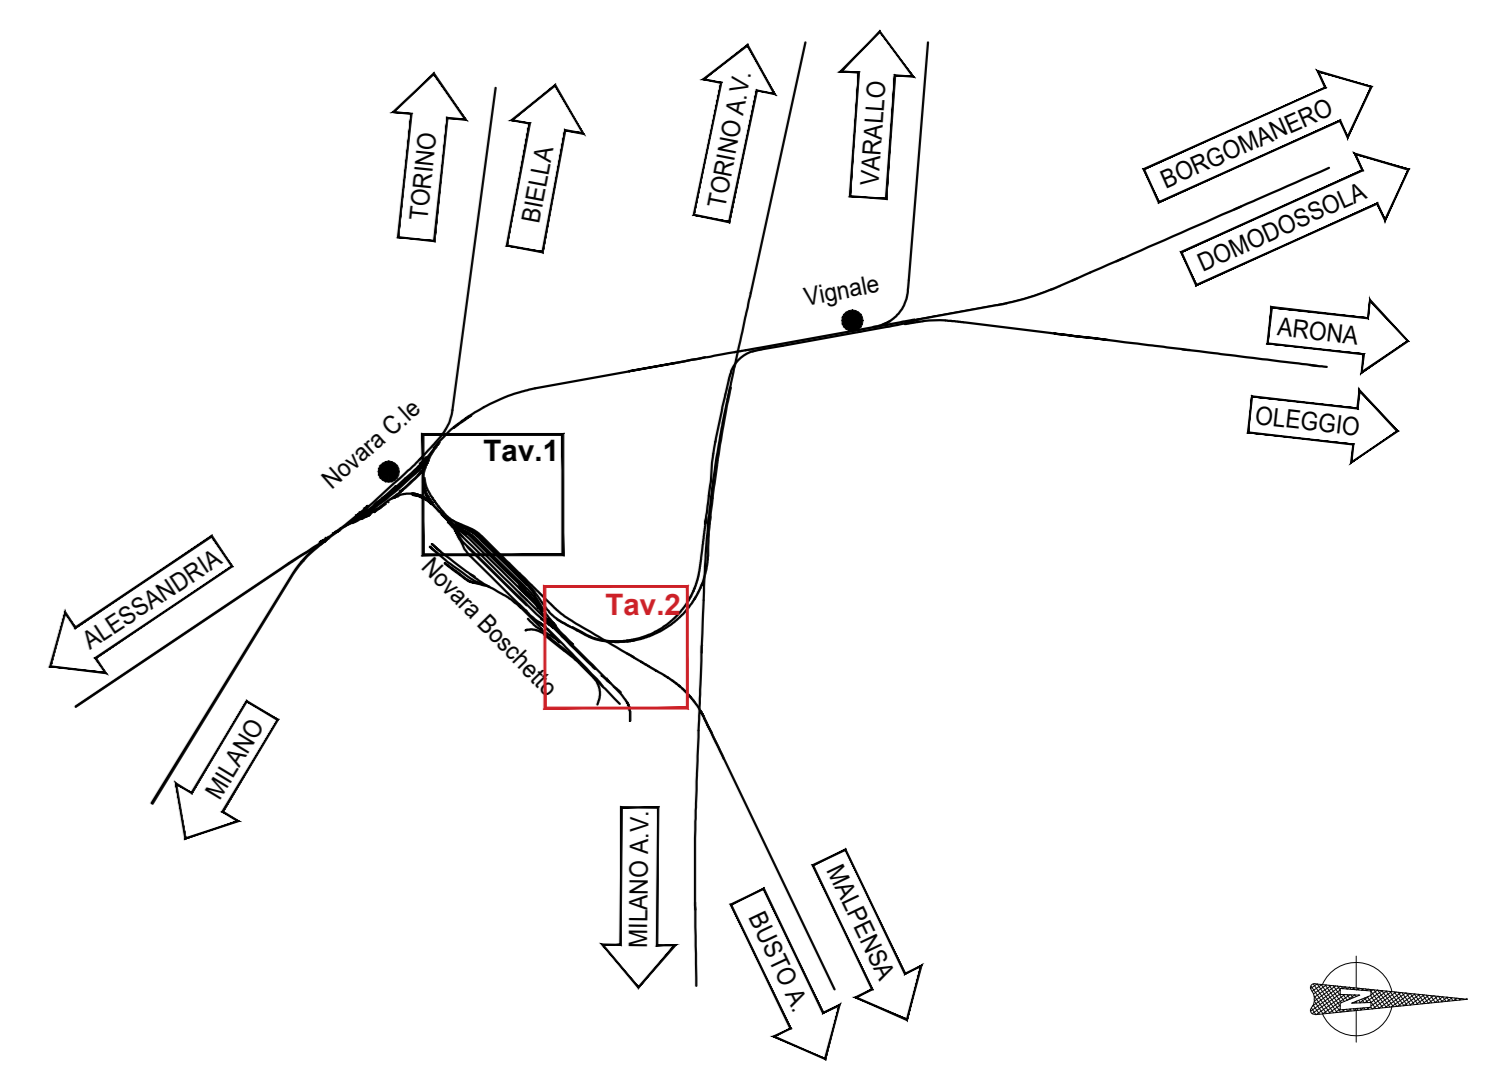 TORINO
BIELLA
TORINO A.V.
VARALLO
BORGOMANERO
DOMODOSSOLA
Vignale
ARONA
OLEGGIO
Novara C.le
Tav.1
ALESSANDRIA
Novara Boschetto
Tav.2
MILANO
MILANO A.V.
MALPENSA
BUSTO A.
N